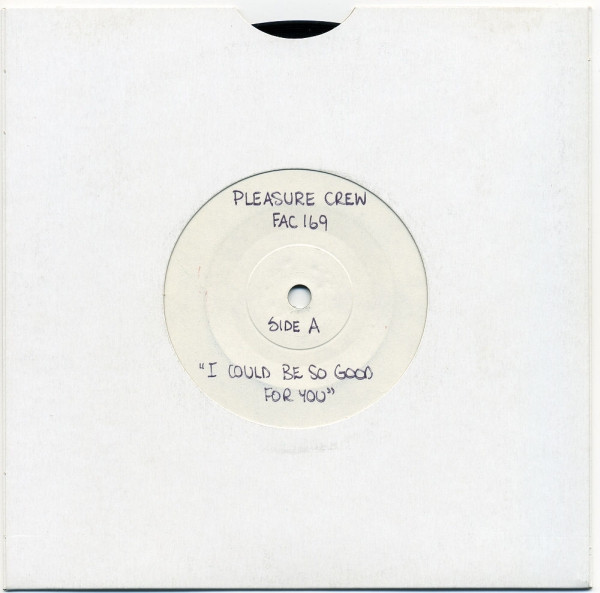 PLEASURE CREW
FAC 169
SIDE A
"I COULD BE SO GOOD
FOR YOU"